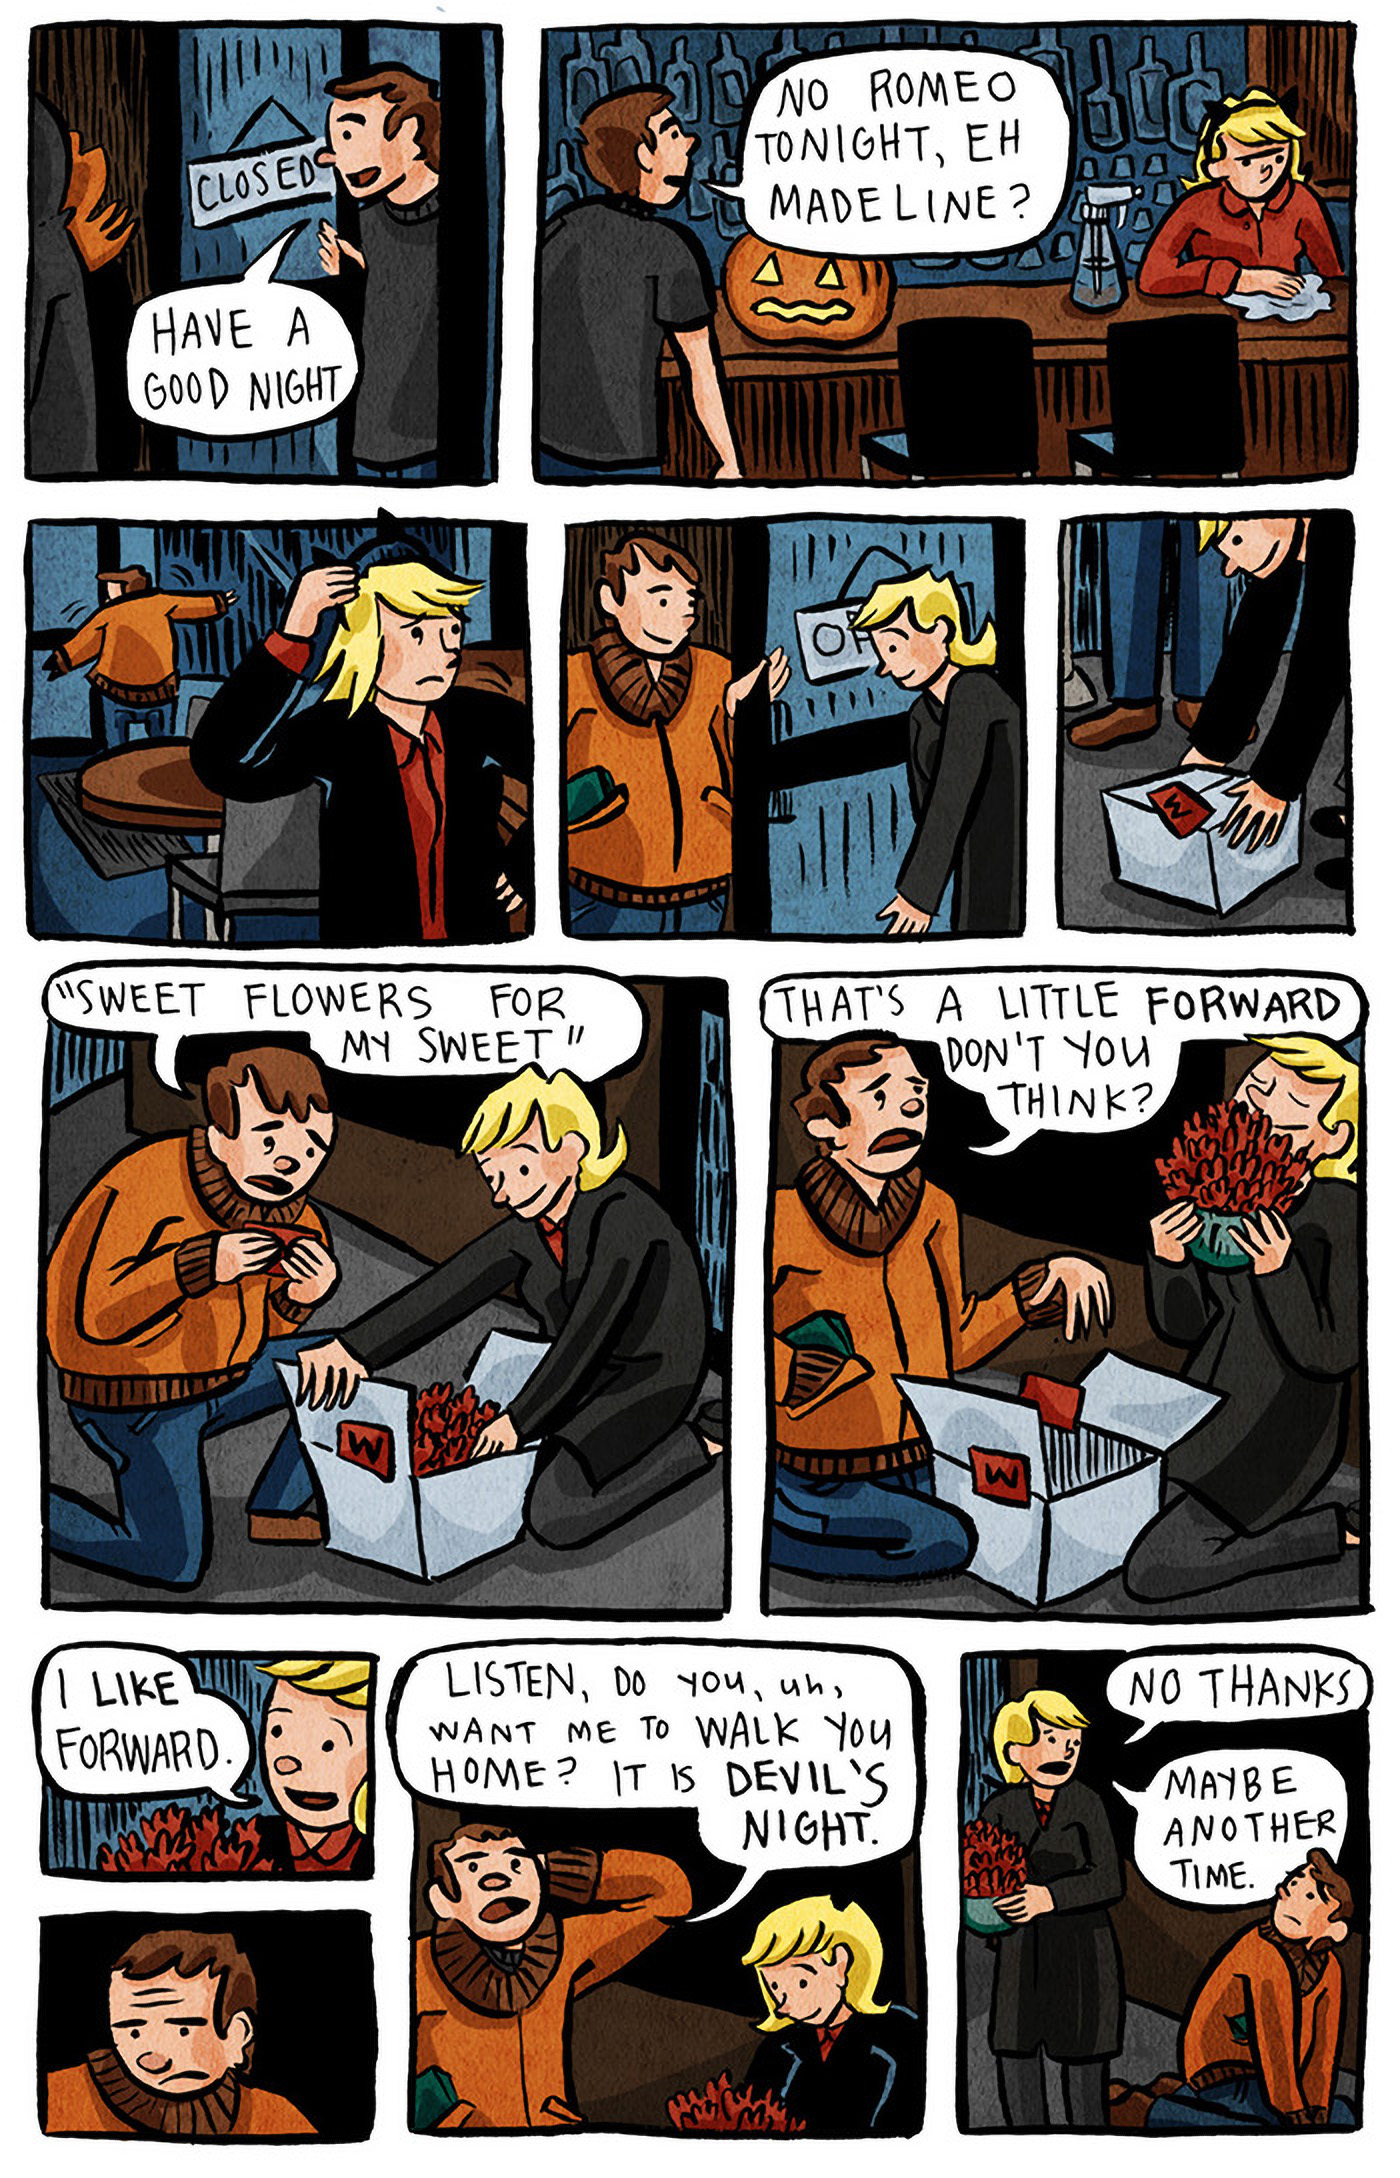 CLOSED
HAVE A
GOOD NIGHT
NO ROMEO
TONIGHT, EH
MADELINE?
OP
W
"SWEET FLOWERS FOR
MY SWEET"
W
THAT'S A LITTLE FORWARD
DON'T YOU
THINK?
W
I LIKE
FORWARD.
LISTEN, DO YOU, uh,
WANT ME TO WALK YOU
HOME? IT IS DEVIL'S
NIGHT.
NO THANKS
MAYBE
ANOTHER
TIME.